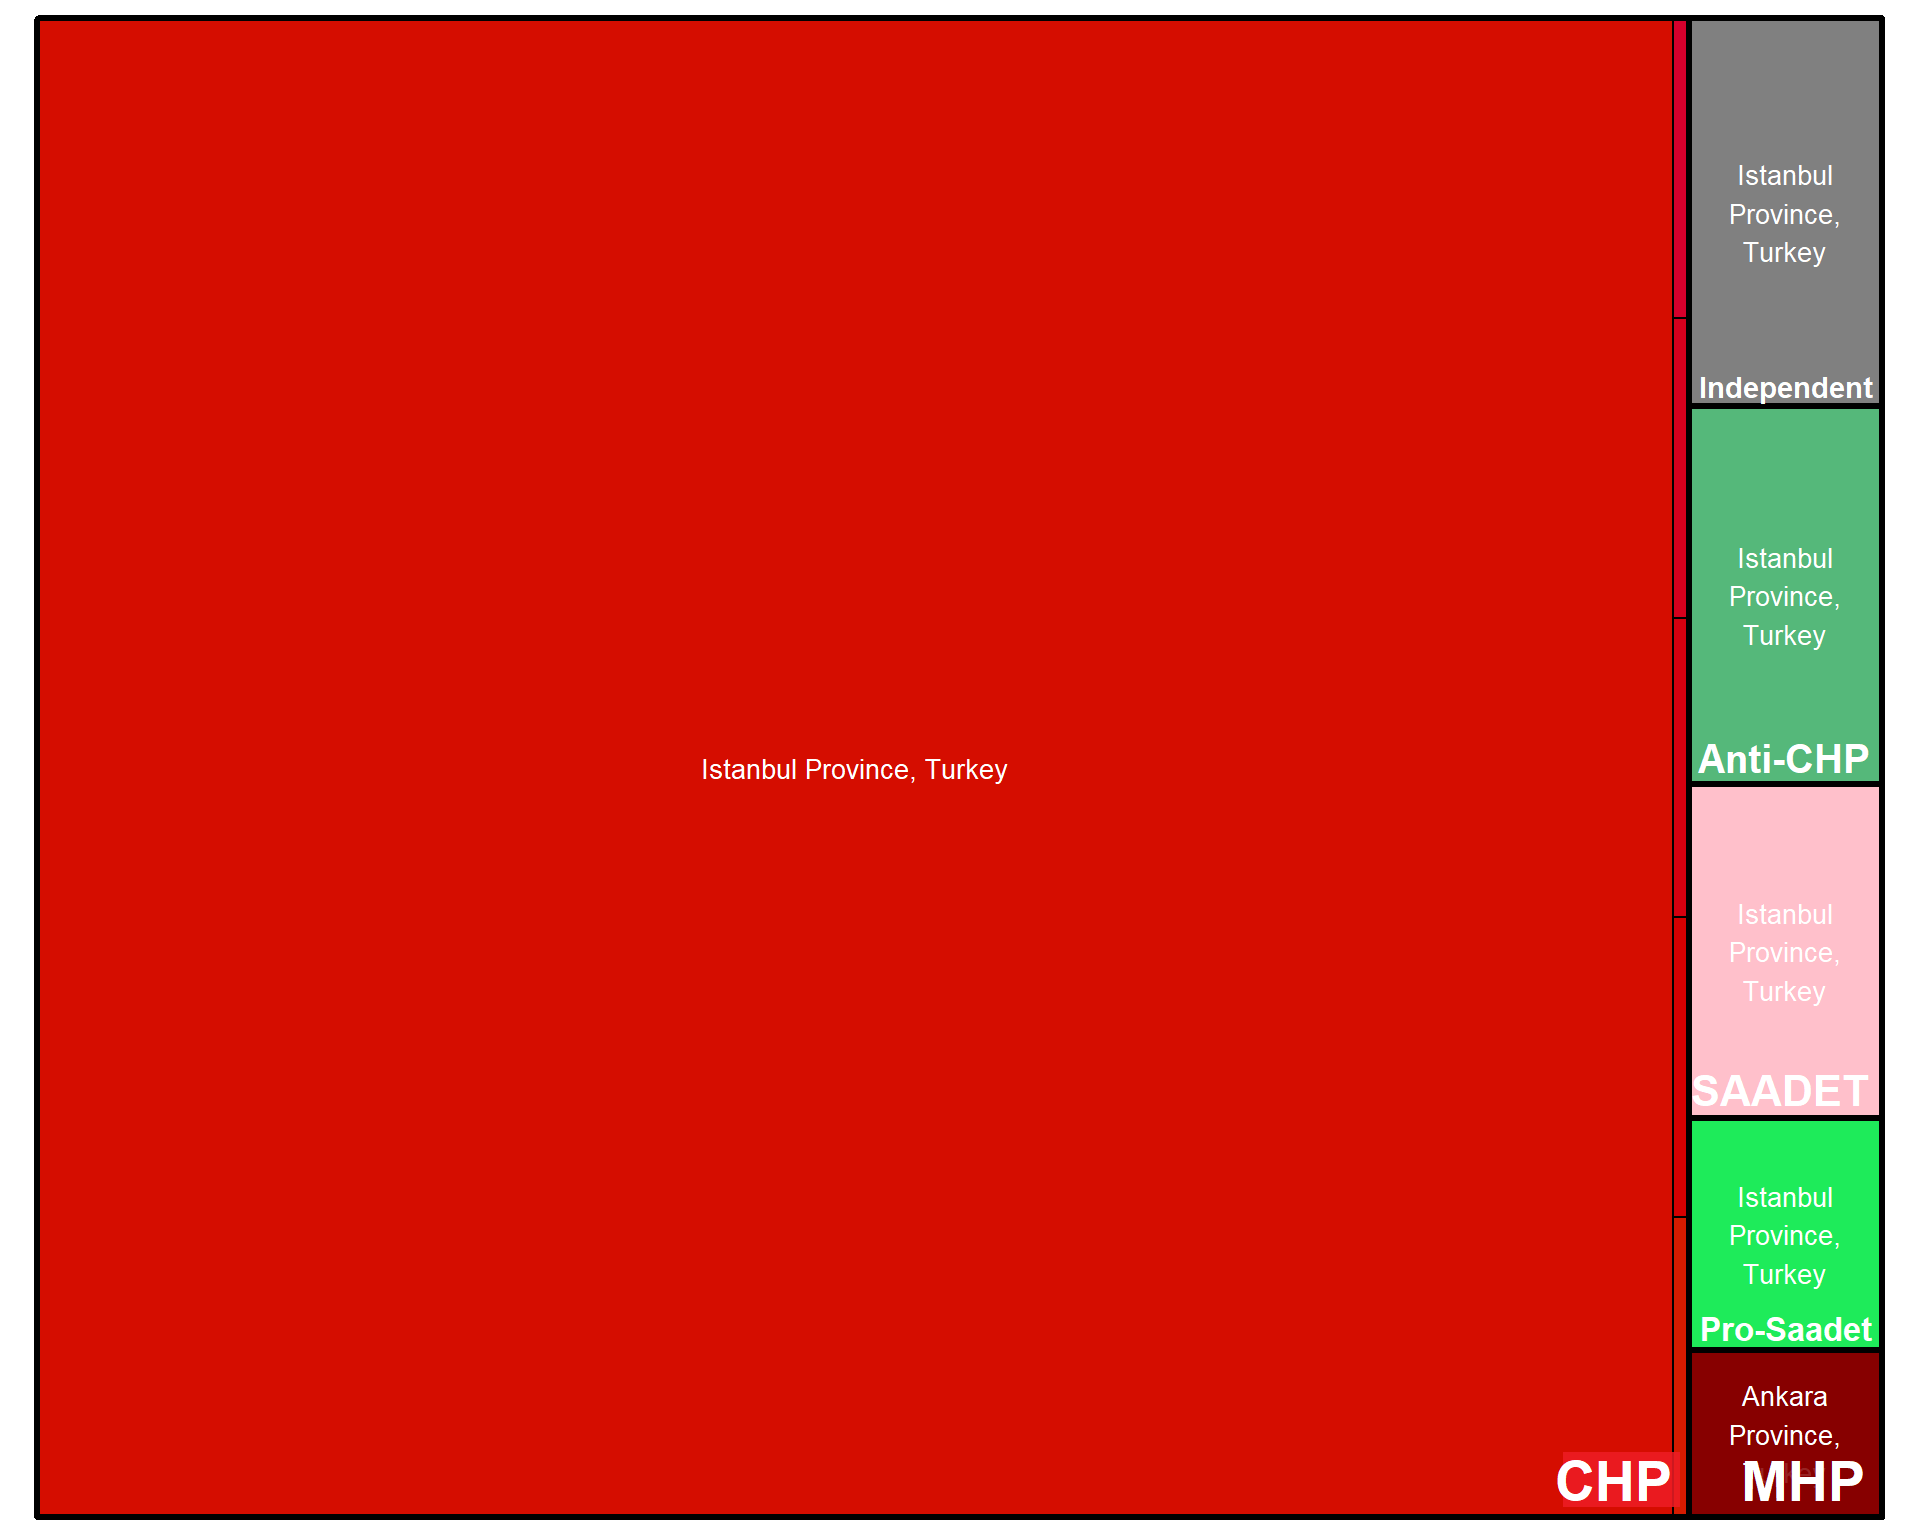 Istanbul Province, Turkey
CHP
Istanbul
Province,
Turkey
Independent
Istanbul
Province,
Turkey
Anti-CHP
Istanbul
Province,
Turkey
SAADET
Istanbul
Province,
Turkey
Pro-Saadet
Ankara
Province,
MHP